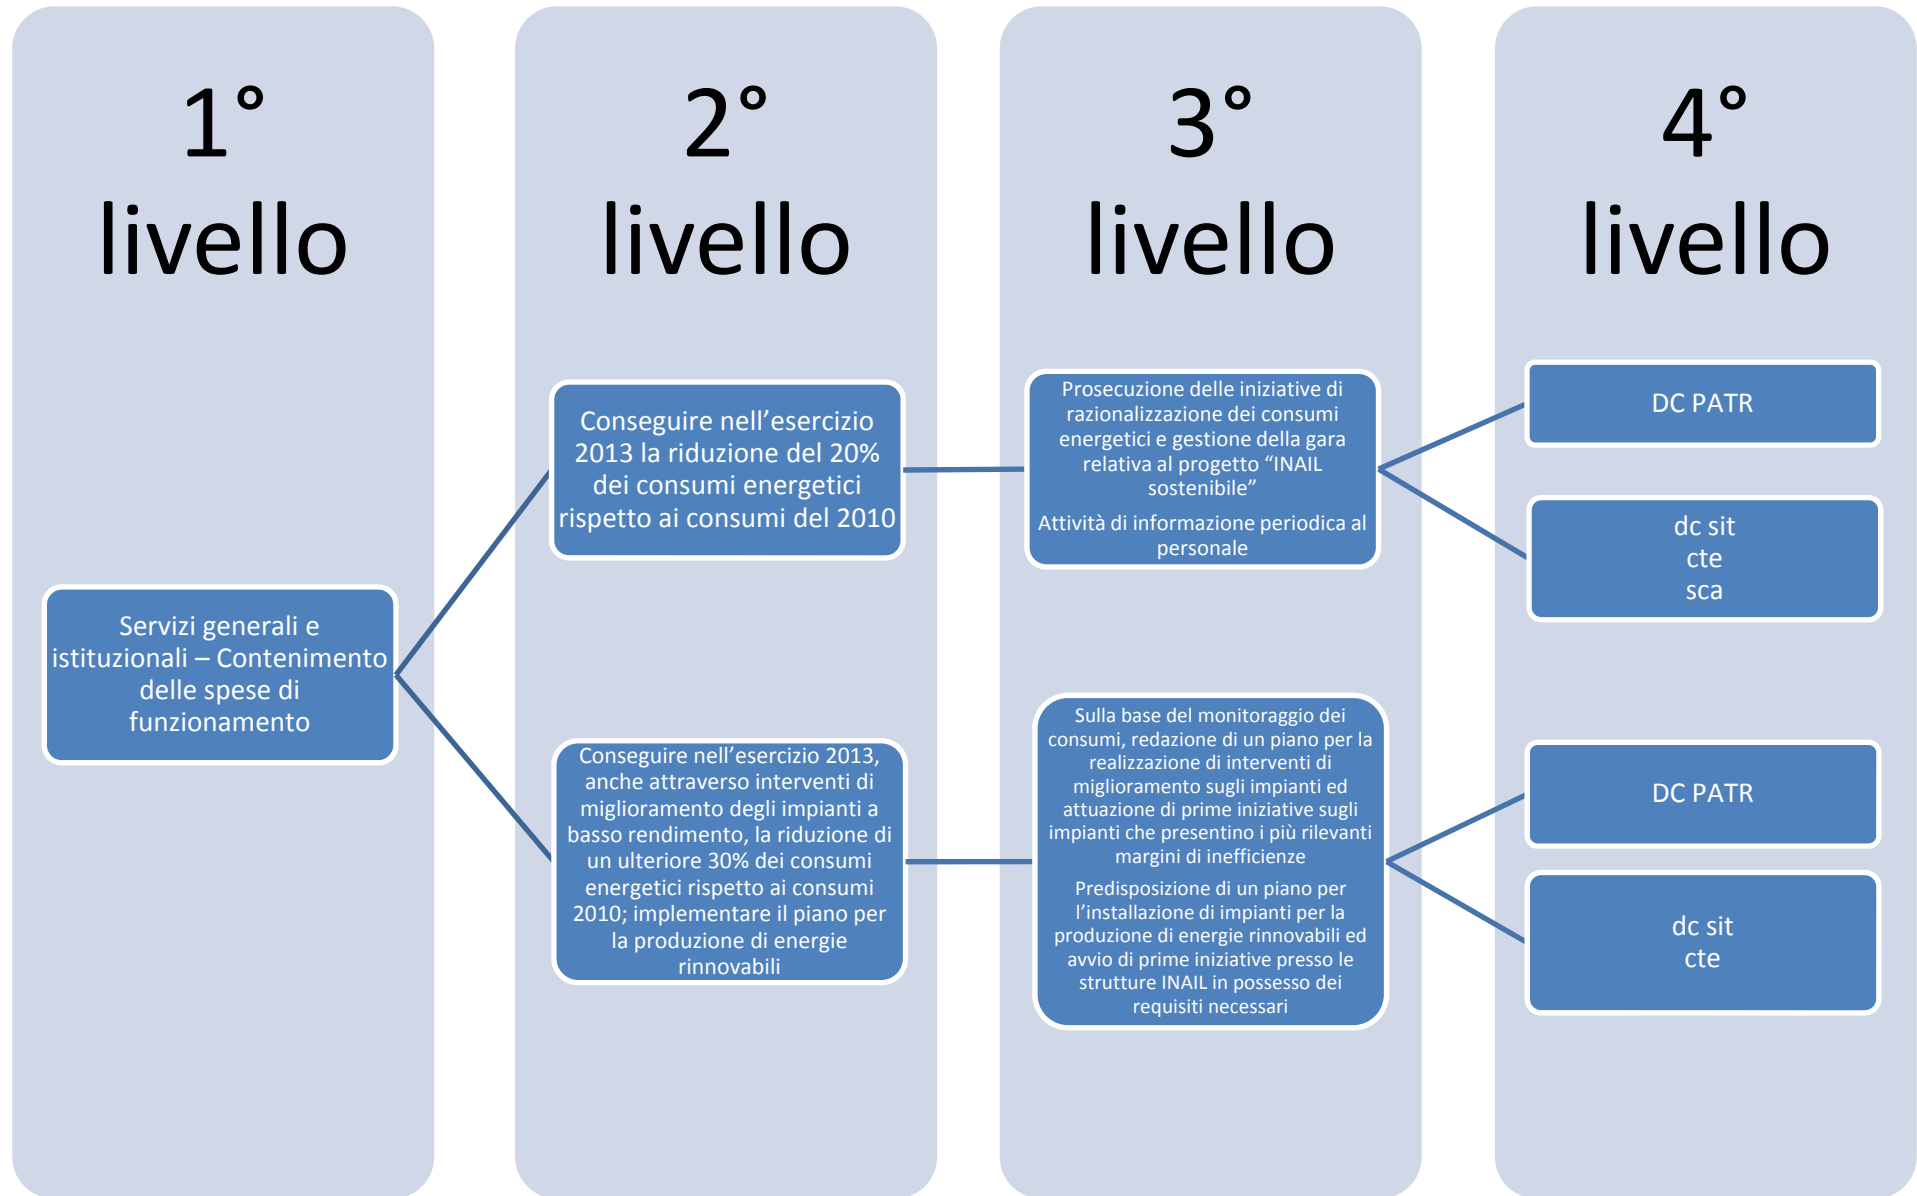 1°
livello
2°
livello
3°
livello
4°
livello
Servizi generali e
istituzionali – Contenimento
delle spese di
funzionamento
Conseguire nell’esercizio
2013 la riduzione del 20%
dei consumi energetici
rispetto ai consumi del 2010
Conseguire nell’esercizio 2013,
anche attraverso interventi di
miglioramento degli impianti a
basso rendimento, la riduzione di
un ulteriore 30% dei consumi
energetici rispetto ai consumi
2010; implementare il piano per
la produzione di energie
rinnovabili
Prosecuzione delle iniziative di
razionalizzazione dei consumi
energetici e gestione della gara
relativa al progetto “INAIL
sostenibile”
Attività di informazione periodica al
personale
Sulla base del monitoraggio dei
consumi, redazione di un piano per la
realizzazione di interventi di
miglioramento sugli impianti ed
attuazione di prime iniziative sugli
impianti che presentino i più rilevanti
margini di inefficienze
Predisposizione di un piano per
l’installazione di impianti per la
produzione di energie rinnovabili ed
avvio di prime iniziative presso le
strutture INAIL in possesso dei
requisiti necessari
DC PATR
dc sit
cte
sca
DC PATR
dc sit
cte